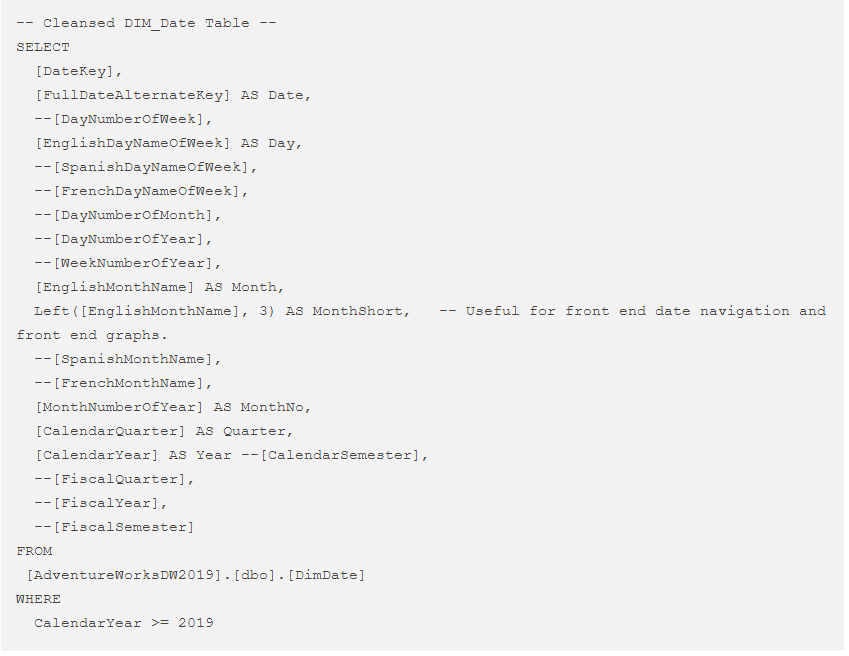 -- Cleansed DIM_Date Table --
SELECT
  [DateKey],
  [FullDateAlternateKey] AS Date,
  --[DayNumberOfWeek],
  [EnglishDayNameOfWeek] AS Day,
  --[SpanishDayNameOfWeek],
  --[FrenchDayNameOfWeek],
  --[DayNumberOfMonth],
  --[DayNumberOfYear],
  --[WeekNumberOfYear],
  [EnglishMonthName] AS Month,
  Left([EnglishMonthName], 3) AS MonthShort,   -- Useful for front end date navigation and
front end graphs.
  --[SpanishMonthName],
  --[FrenchMonthName],
  [MonthNumberOfYear] AS MonthNo,
  [CalendarQuarter] AS Quarter,
  [CalendarYear] AS Year --[CalendarSemester],
  --[FiscalQuarter],
  --[FiscalYear],
  --[FiscalSemester]
FROM
 [AdventureWorksDW2019].[dbo].[DimDate]
WHERE
  CalendarYear >= 2019